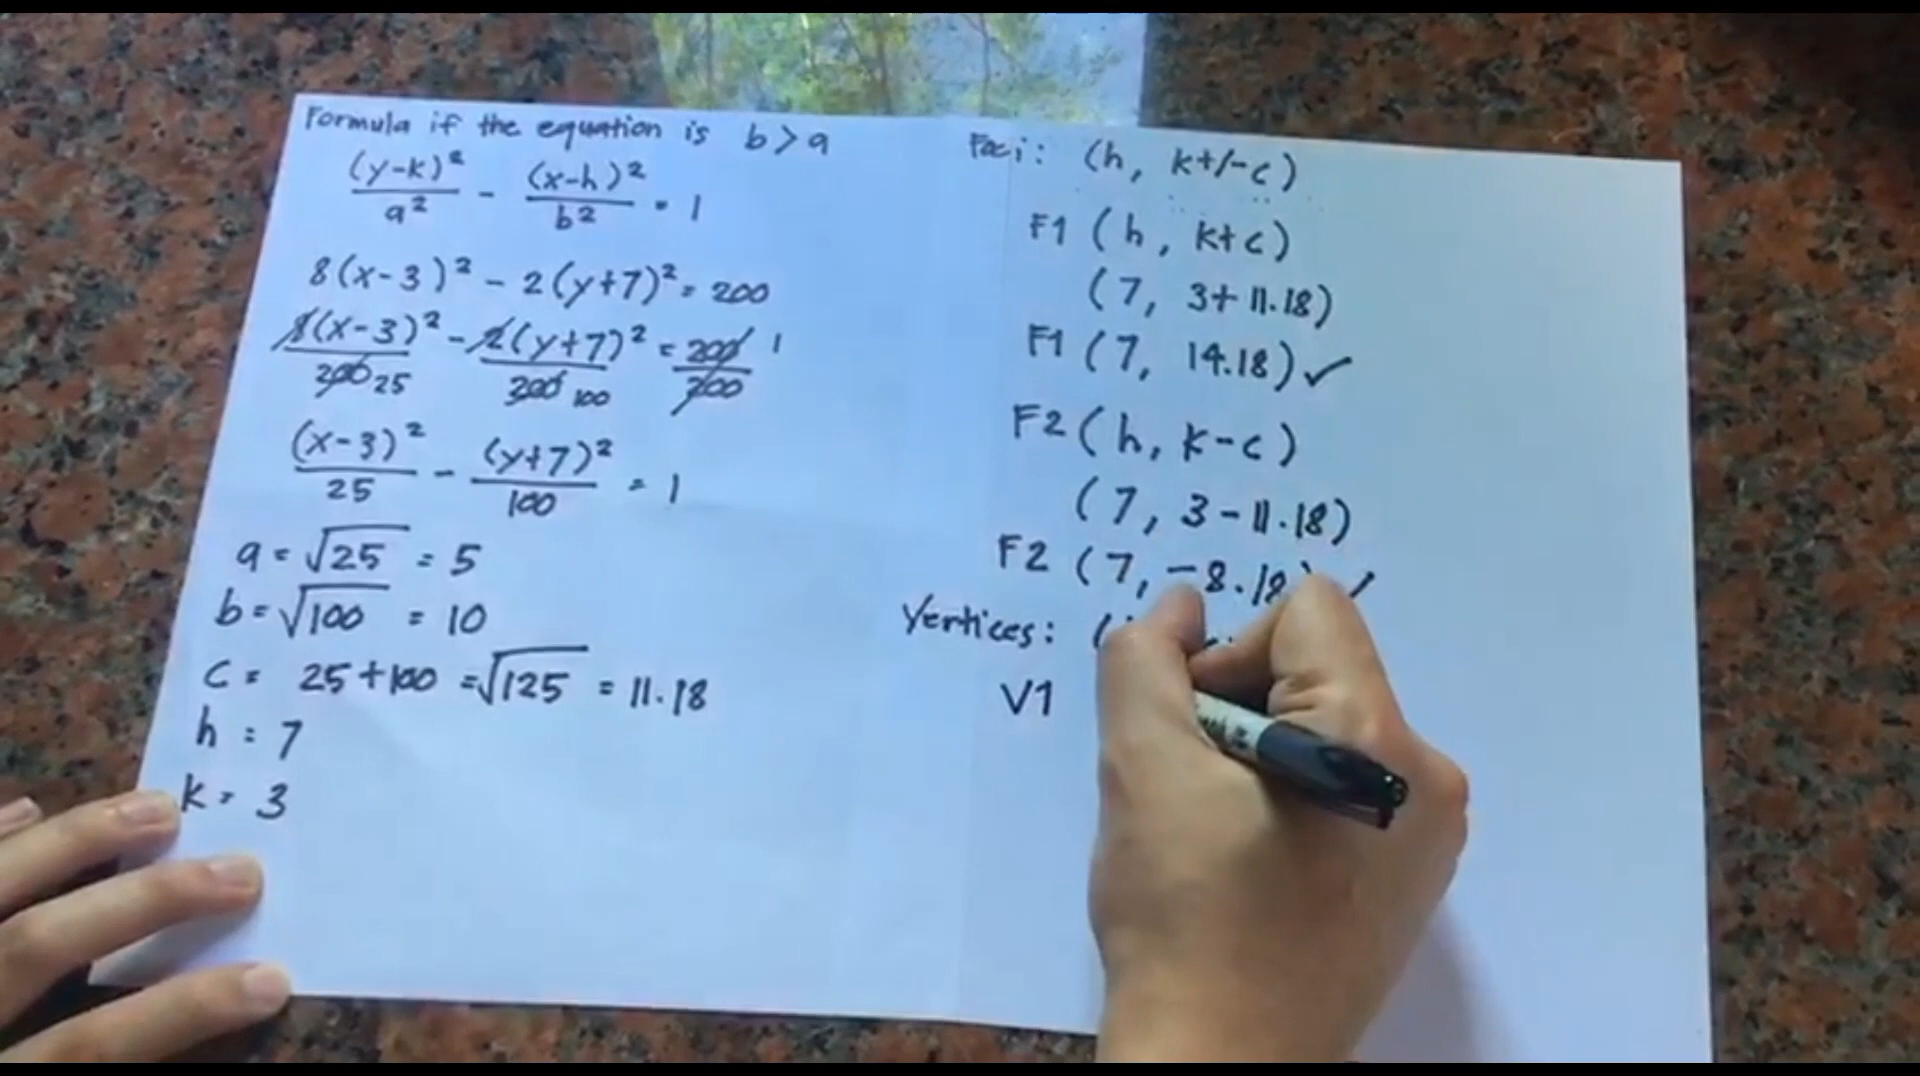 Formula if the equation is b > a
(y-k)² / a² - (x-h)² / b² = 1
8(x-3)² - 2(y+7)² = 200
8(x-3)² / 200 25 - 2(y+7)² / 200 100 = 200 / 200 1
(x-3)² / 25 - (y+7)² / 100 = 1
a = √25 = 5
b = √100 = 10
c = 25+100 = √125 = 11.18
h = 7
k = 3
Foci: (h, k+/-c)
F1 (h, k+c)
(7, 3+11.18)
F1 (7, 14.18) ✓
F2 (h, k-c)
(7, 3-11.18)
F2 (7, -8.18) ✓
Vertices: (
V1